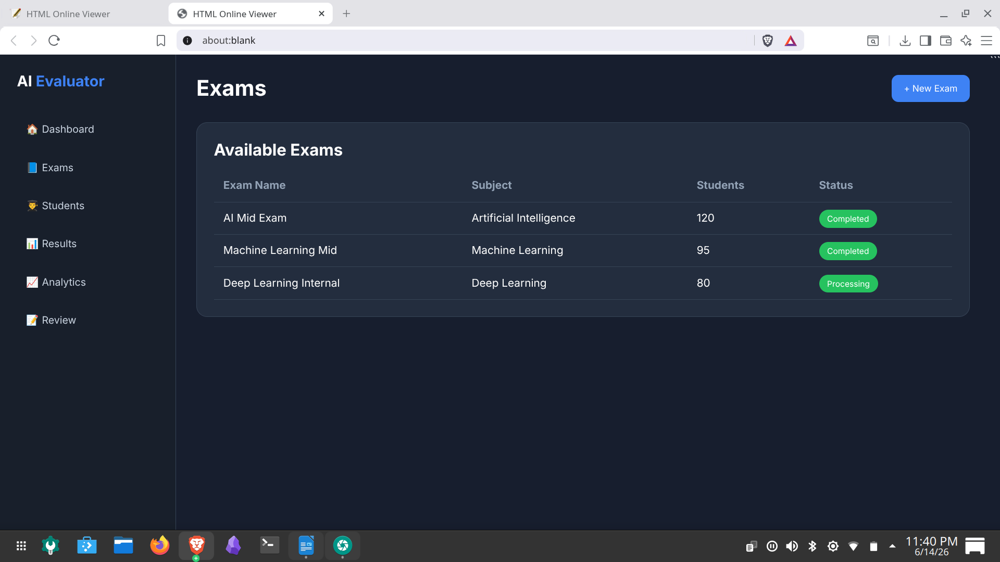 HTML Online Viewer
HTML Online Viewer
about:blank
```
AI Evaluator
Dashboard
Exams
Students
Results
Analytics
Review
Exams
+ New Exam
Available Exams
Exam Name Subject Students Status
AI Mid Exam Artificial Intelligence 120 Completed
Machine Learning Mid Machine Learning 95 Completed
Deep Learning Internal Deep Learning 80 Processing
11:40 PM
6/14/26